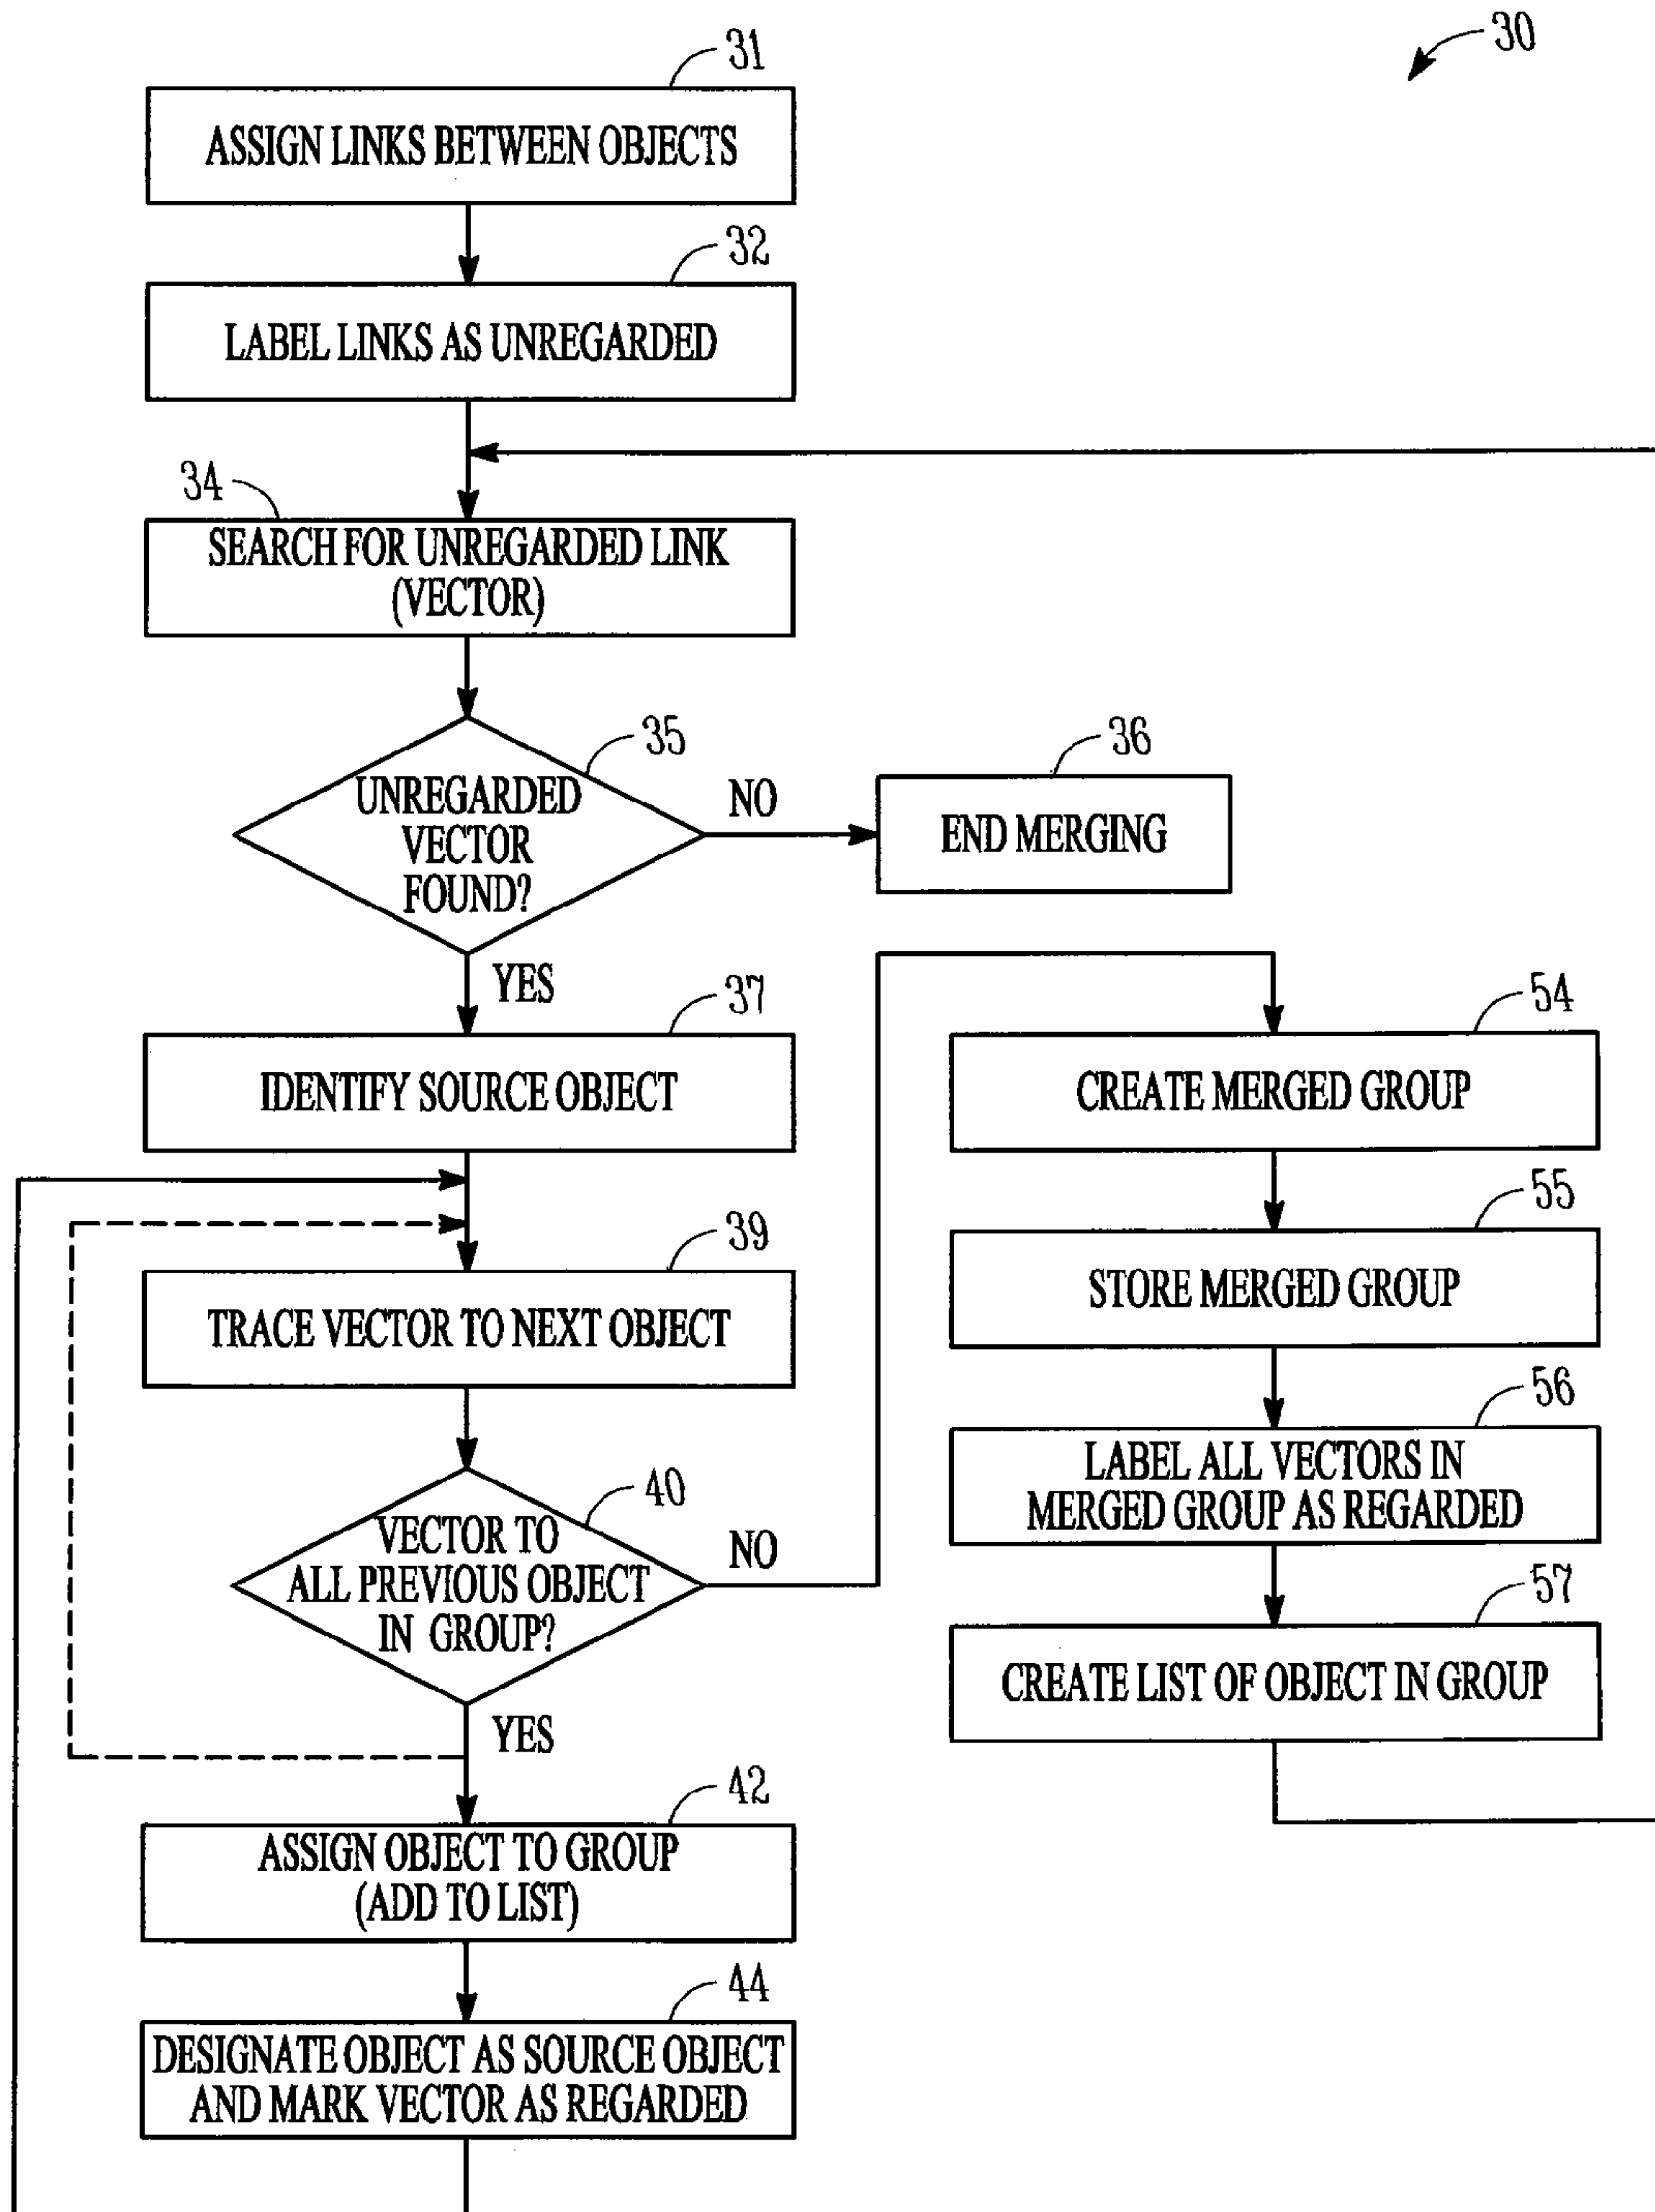 30
31
ASSIGN LINKS BETWEEN OBJECTS
32
LABEL LINKS AS UNREGARDED
34
SEARCH FOR UNREGARDED LINK
(VECTOR)
35
UNREGARDED
VECTOR
FOUND?
NO
36
END MERGING
YES
37
IDENTIFY SOURCE OBJECT
39
TRACE VECTOR TO NEXT OBJECT
40
VECTOR TO
ALL PREVIOUS OBJECT
IN GROUP?
NO
YES
42
ASSIGN OBJECT TO GROUP
(ADD TO LIST)
44
DESIGNATE OBJECT AS SOURCE OBJECT
AND MARK VECTOR AS REGARDED
54
CREATE MERGED GROUP
55
STORE MERGED GROUP
56
LABEL ALL VECTORS IN
MERGED GROUP AS REGARDED
57
CREATE LIST OF OBJECT IN GROUP